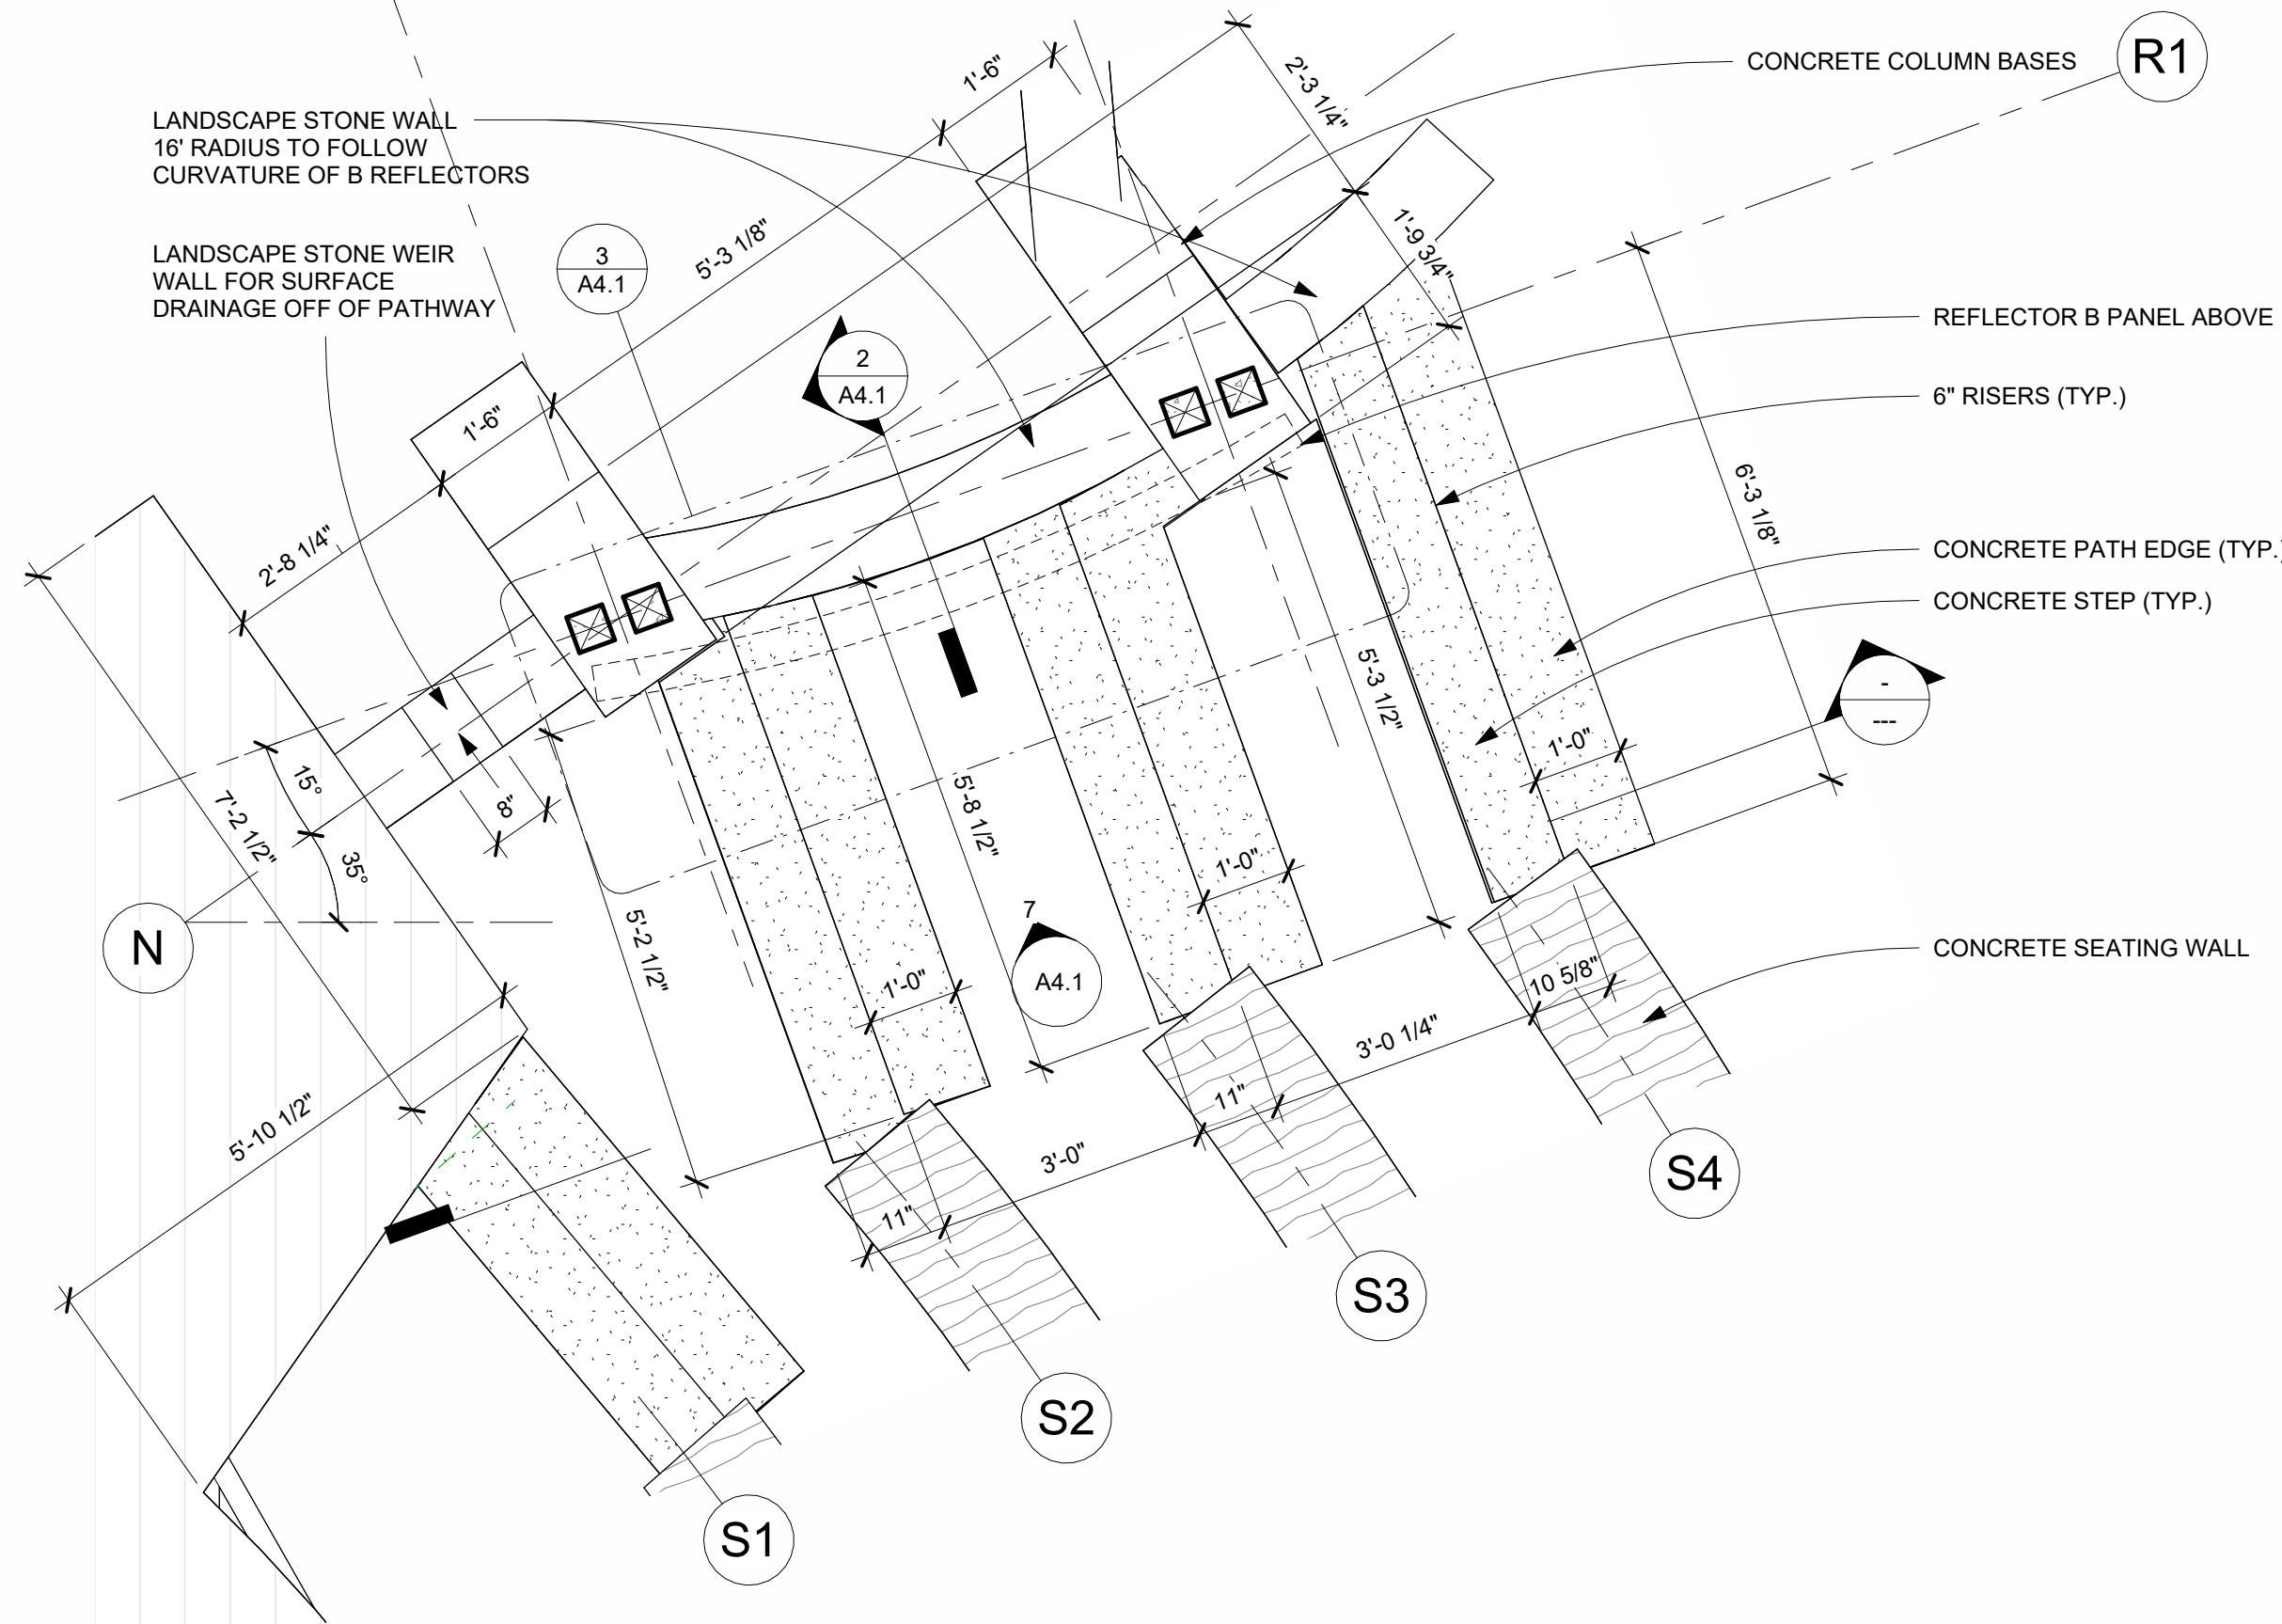 CONCRETE COLUMN BASES
R1
1'-6"
2'-3 1/4"
LANDSCAPE STONE WALL
16' RADIUS TO FOLLOW
CURVATURE OF B REFLECTORS
LANDSCAPE STONE WEIR
WALL FOR SURFACE
DRAINAGE OFF OF PATHWAY
3
A4.1
5'-3 1/8"
1'-9 3/4"
REFLECTOR B PANEL ABOVE
2
A4.1
6" RISERS (TYP.)
1'-6"
6'-3 1/8"
2'-8 1/4"
CONCRETE PATH EDGE (TYP.)
CONCRETE STEP (TYP.)
5'-3 1/2"
-
---
1'-0"
15°
7'-2 1/2"
8"
5'-8 1/2"
35°
1'-0"
N
7
A4.1
5'-2 1/2"
1'-0"
CONCRETE SEATING WALL
10 5/8"
3'-0 1/4"
11"
5'-10 1/2"
3'-0"
11"
S4
S3
S2
S1